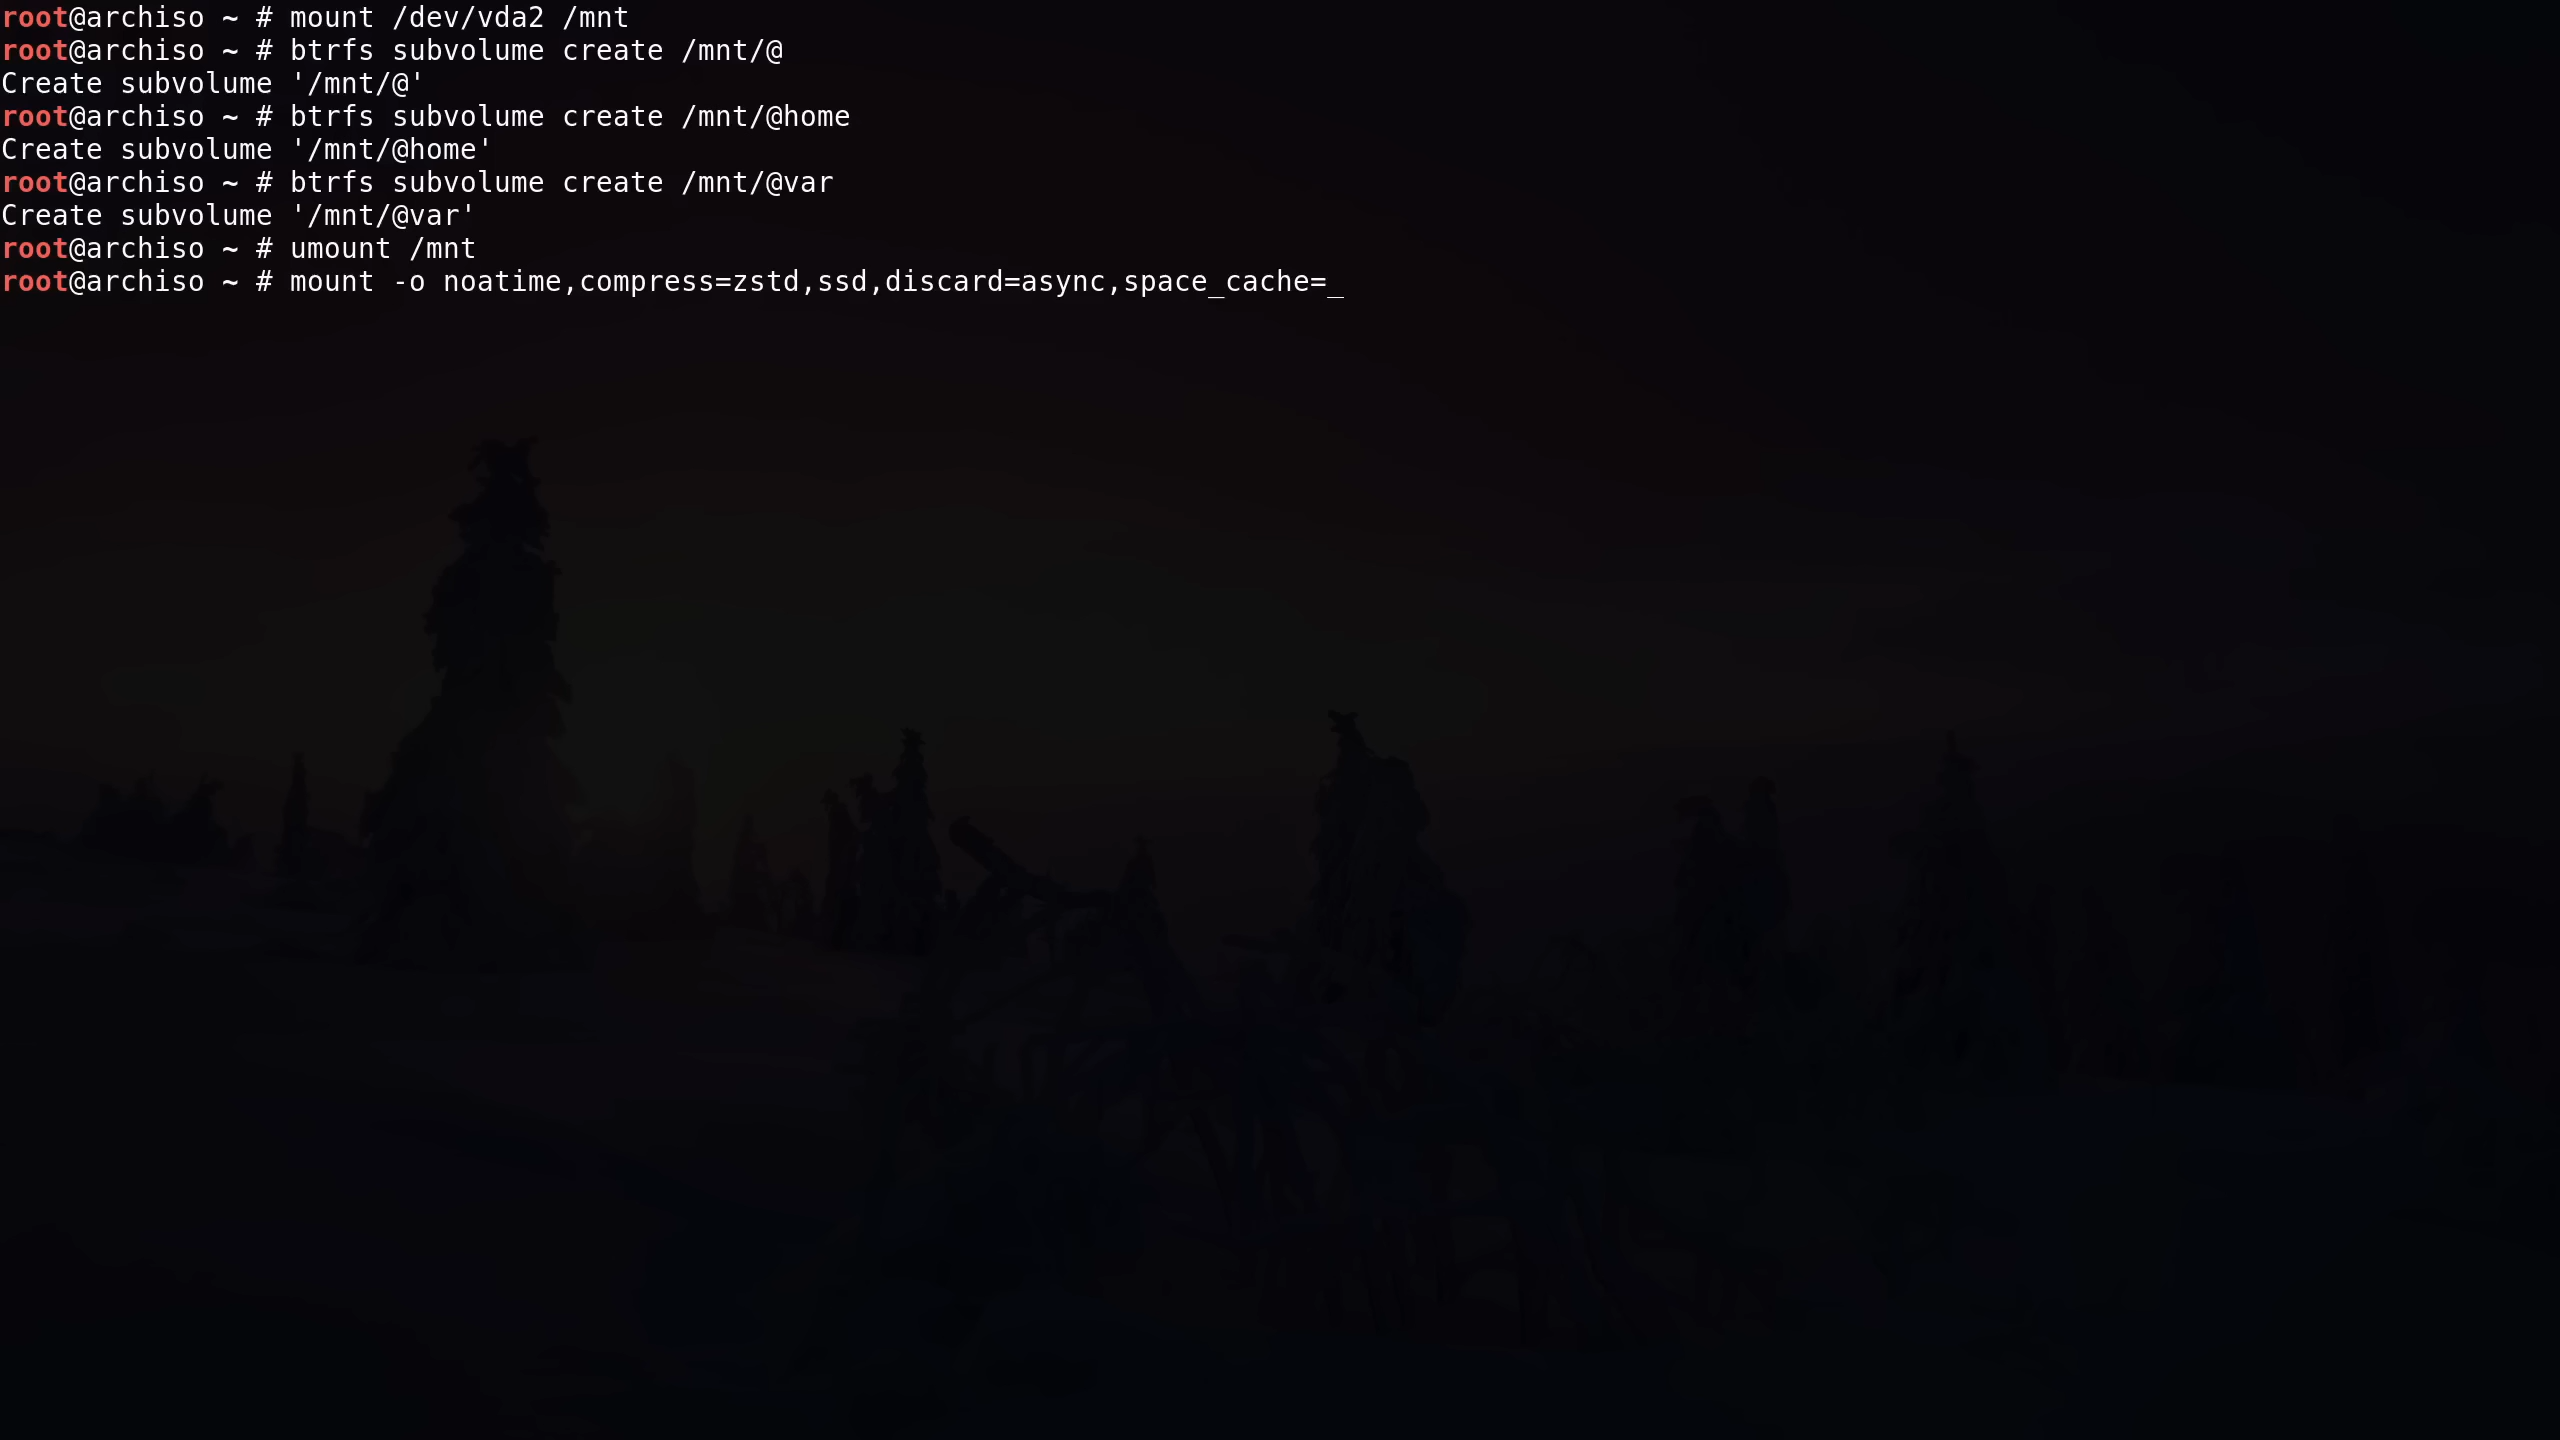 root@archiso ~ # mount /dev/vda2 /mnt
root@archiso ~ # btrfs subvolume create /mnt/@
Create subvolume '/mnt/@'
root@archiso ~ # btrfs subvolume create /mnt/@home
Create subvolume '/mnt/@home'
root@archiso ~ # btrfs subvolume create /mnt/@var
Create subvolume '/mnt/@var'
root@archiso ~ # umount /mnt
root@archiso ~ # mount -o noatime,compress=zstd,ssd,discard=async,space_cache=_